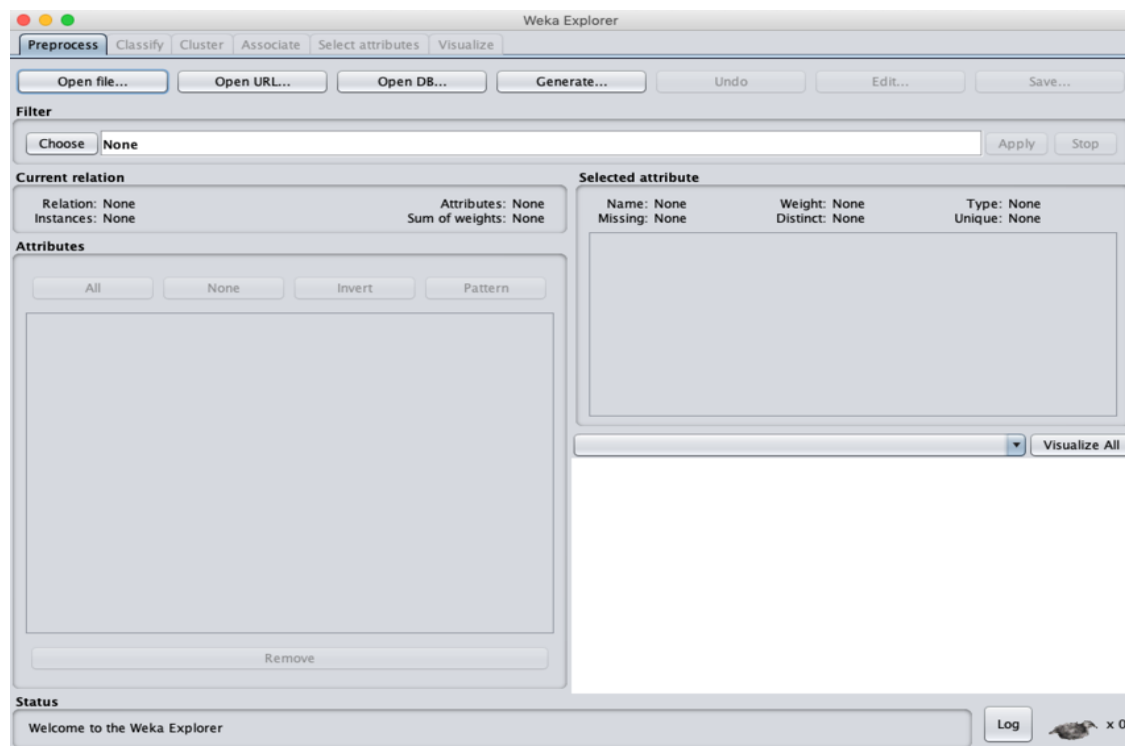 Weka Explorer
Preprocess Classify Cluster Associate Select attributes Visualize
Open file... Open URL... Open DB... Generate... Undo Edit... Save...
Filter
Choose None Apply Stop
Current relation
Relation: None Attributes: None
Instances: None Sum of weights: None
Selected attribute
Name: None Weight: None Type: None
Missing: None Distinct: None Unique: None
Attributes
All None Invert Pattern
Visualize All
Remove
Status
Welcome to the Weka Explorer
Log x 0